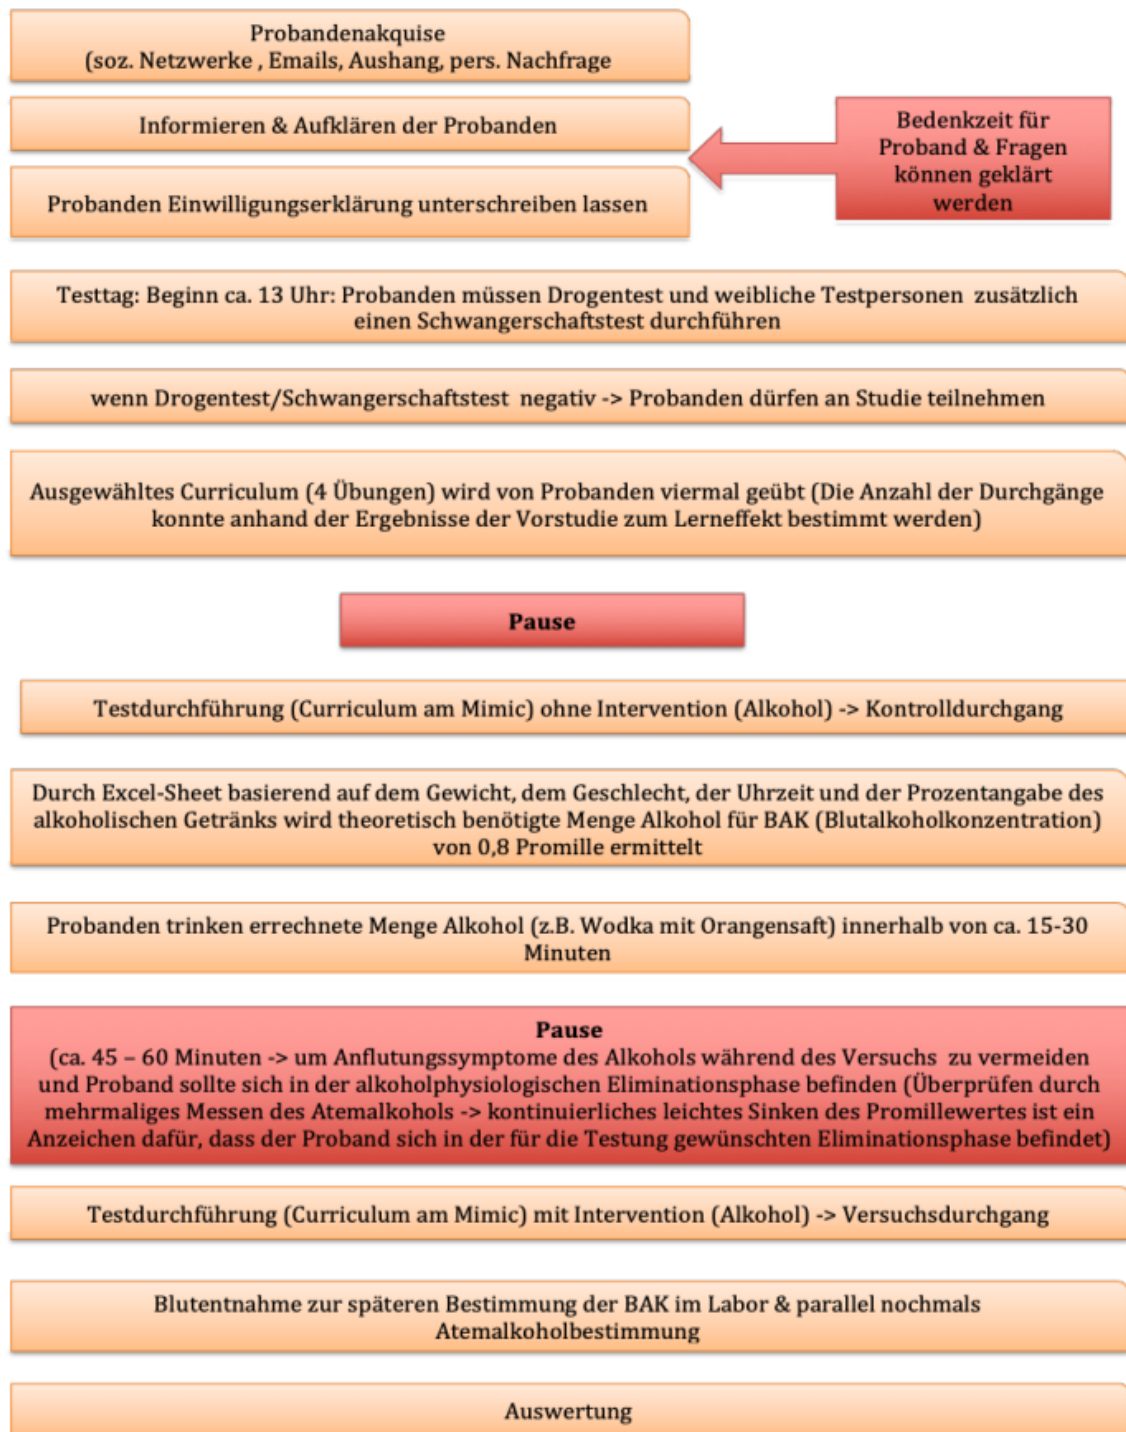 Probandenakquise
(soz. Netzwerke , Emails, Aushang, pers. Nachfrage
Informieren & Aufklären der Probanden
Bedenkzeit für
Proband & Fragen
können geklärt
werden
Probanden Einwilligungserklärung unterschreiben lassen
Testtag: Beginn ca. 13 Uhr: Probanden müssen Drogentest und weibliche Testpersonen zusätzlich
einen Schwangerschaftstest durchführen
wenn Drogentest/Schwangerschaftstest negativ -> Probanden dürfen an Studie teilnehmen
Ausgewähltes Curriculum (4 Übungen) wird von Probanden viermal geübt (Die Anzahl der Durchgänge
konnte anhand der Ergebnisse der Vorstudie zum Lerneffekt bestimmt werden)
Pause
Testdurchführung (Curriculum am Mimic) ohne Intervention (Alkohol) -> Kontrolldurchgang
Durch Excel-Sheet basierend auf dem Gewicht, dem Geschlecht, der Uhrzeit und der Prozentangabe des
alkoholischen Getränks wird theoretisch benötigte Menge Alkohol für BAK (Blutalkoholkonzentration)
von 0,8 Promille ermittelt
Probanden trinken errechnete Menge Alkohol (z.B. Wodka mit Orangensaft) innerhalb von ca. 15-30
Minuten
Pause
(ca. 45 – 60 Minuten -> um Anflutungssymptome des Alkohols während des Versuchs zu vermeiden
und Proband sollte sich in der alkoholphysiologischen Eliminationsphase befinden (Überprüfen durch
mehrmaliges Messen des Atemalkohols -> kontinuierliches leichtes Sinken des Promillewertes ist ein
Anzeichen dafür, dass der Proband sich in der für die Testung gewünschten Eliminationsphase befindet)
Testdurchführung (Curriculum am Mimic) mit Intervention (Alkohol) -> Versuchsdurchgang
Blutentnahme zur späteren Bestimmung der BAK im Labor & parallel nochmals
Atemalkoholbestimmung
Auswertung